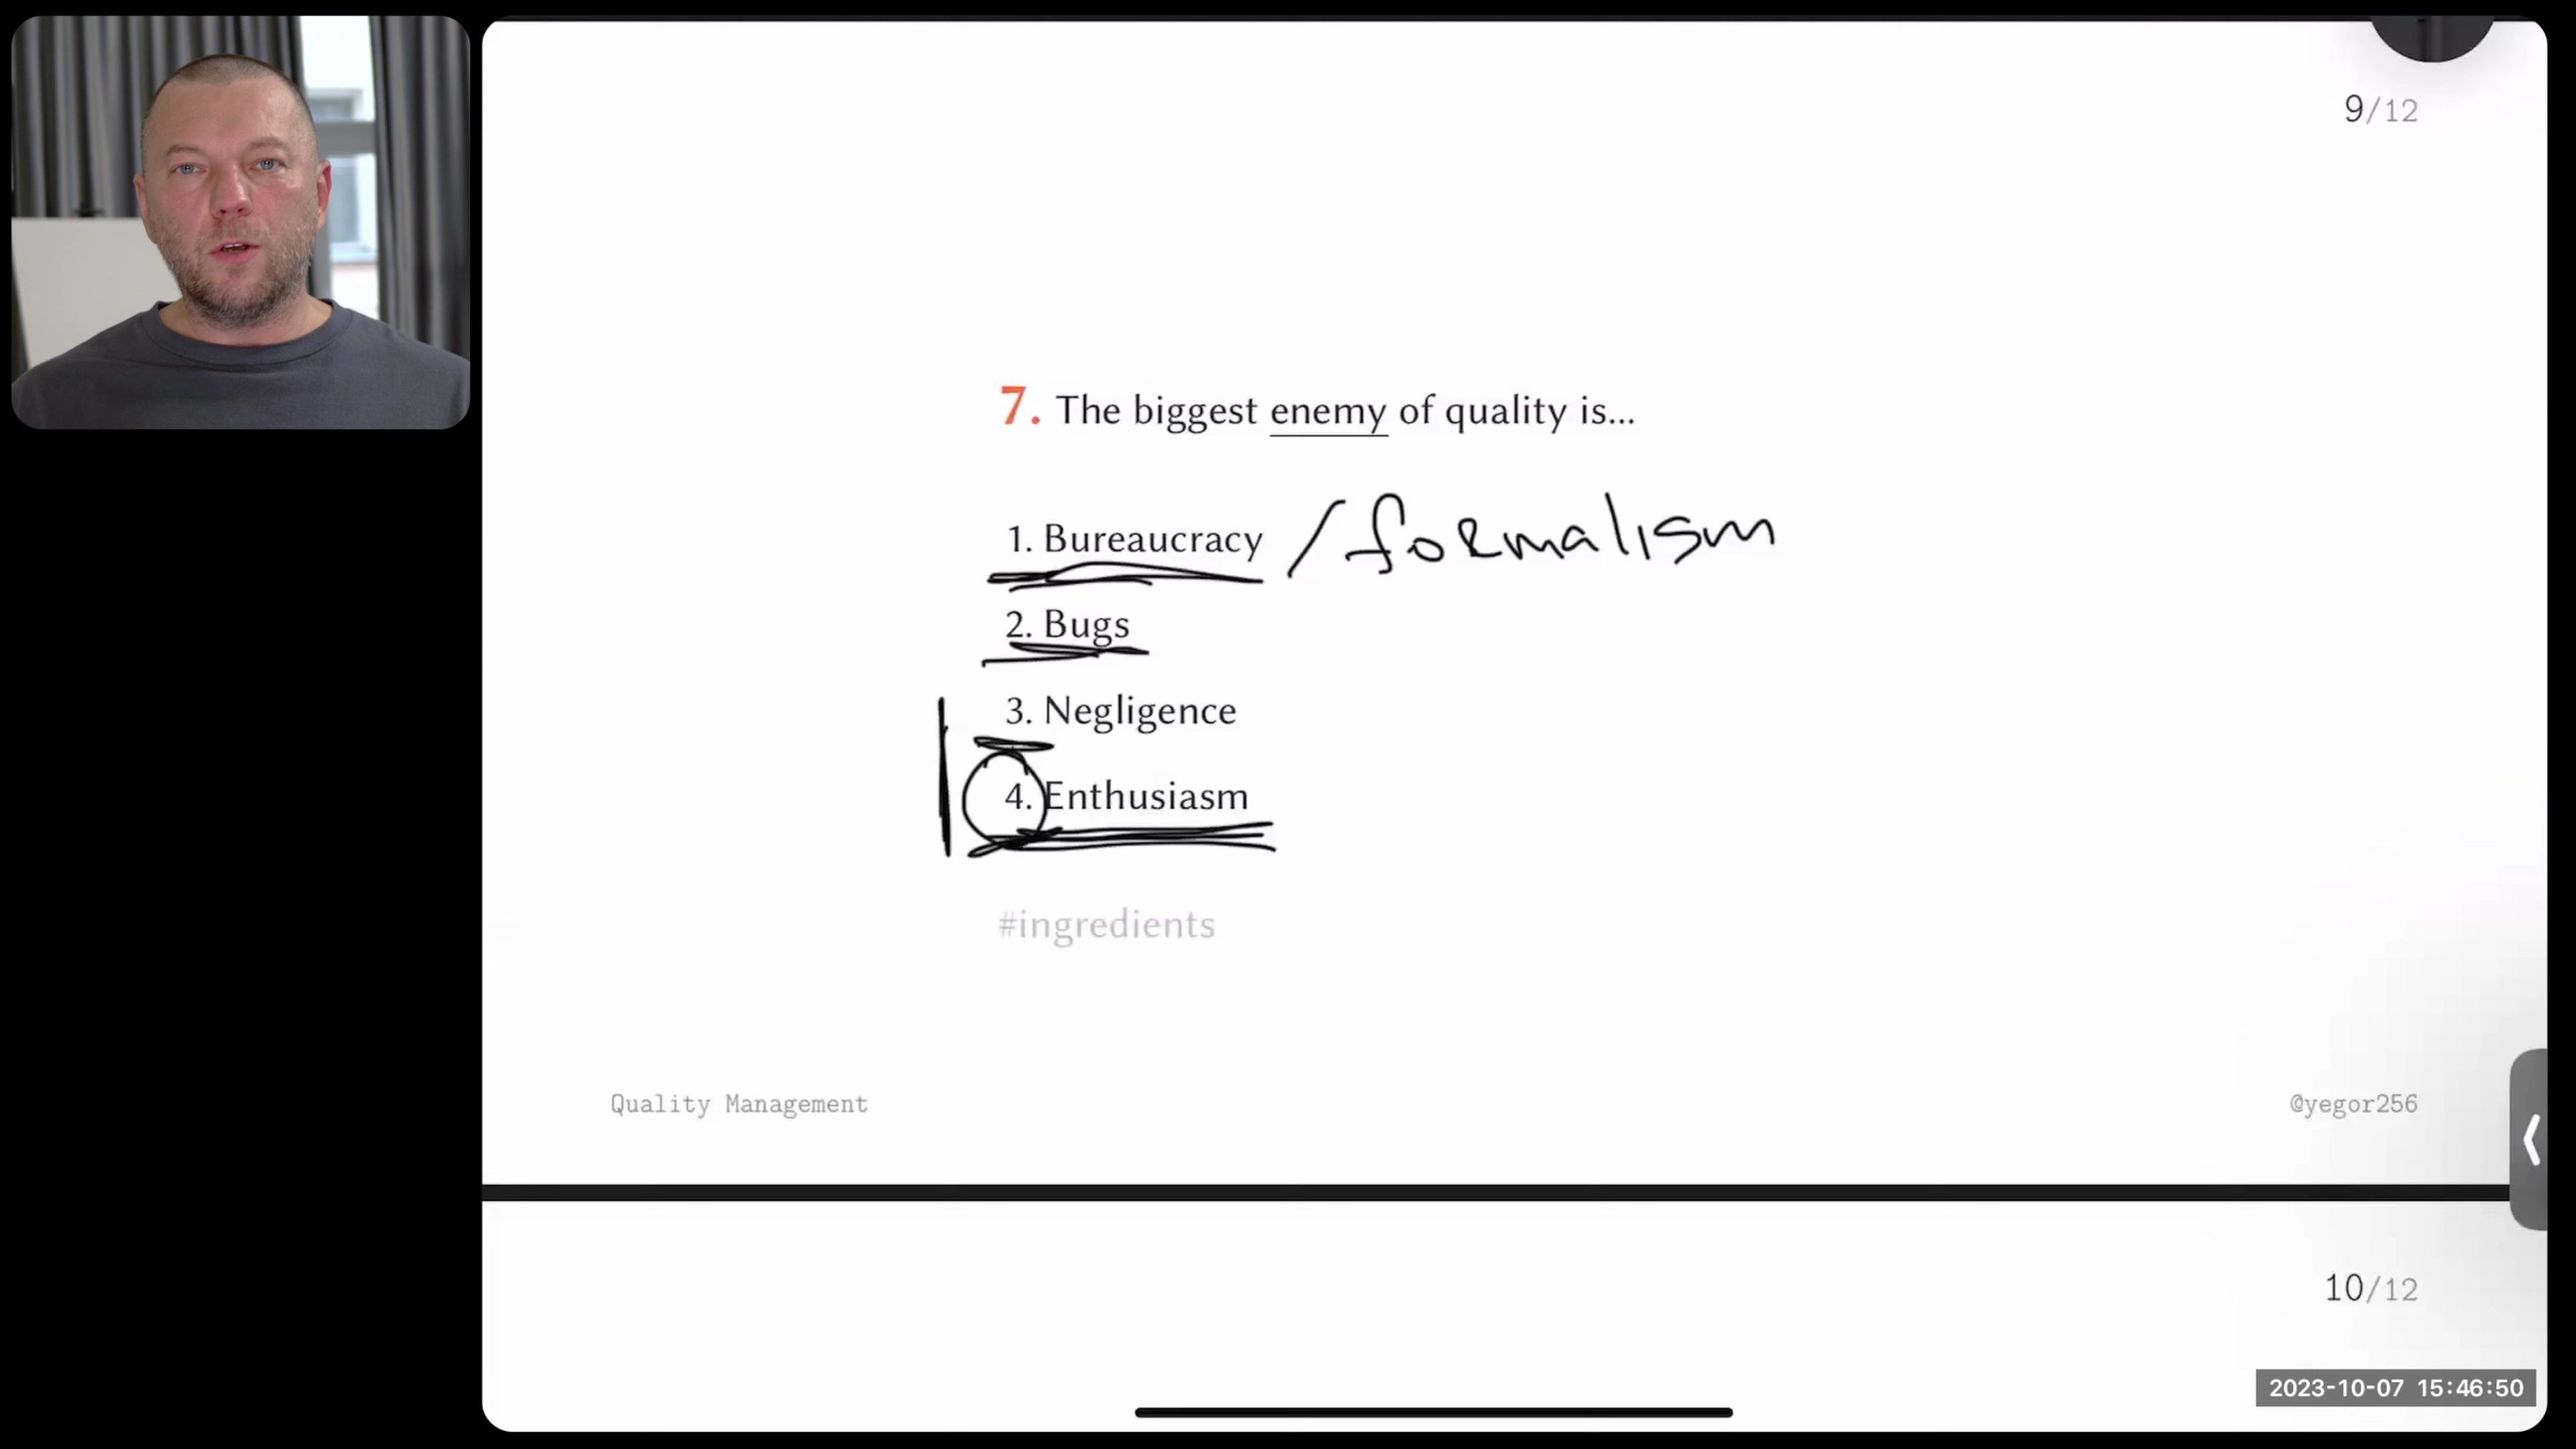 9/12
7. The biggest enemy of quality is...
1. Bureaucracy / formalism
2. Bugs
3. Negligence
4. Enthusiasm
#ingredients
Quality Management
@yegor256
10/12
2023-10-07 15:46:50